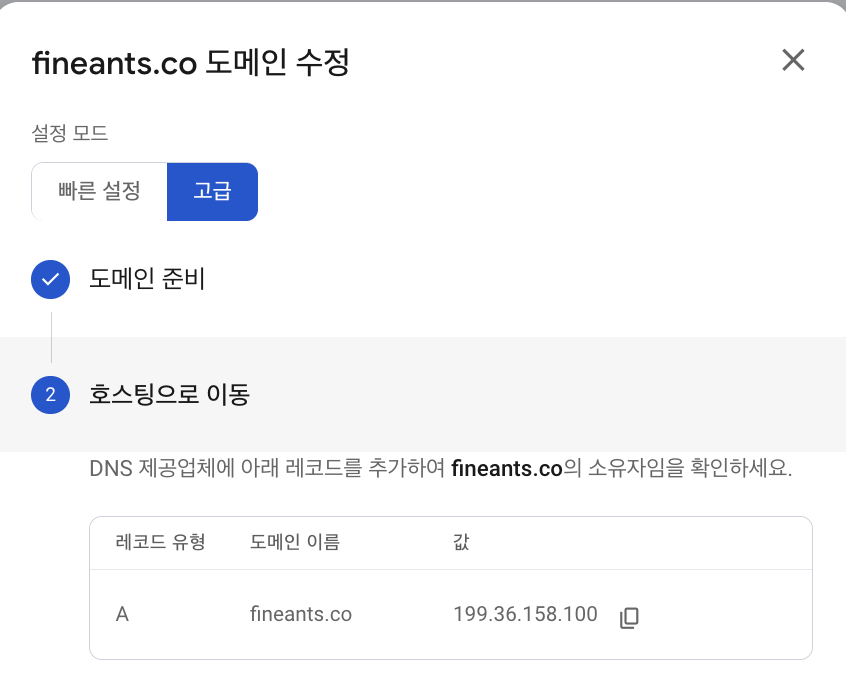 fineants.co 도메인 수정
설정 모드
빠른 설정 고급
도메인 준비
2 호스팅으로 이동
DNS 제공업체에 아래 레코드를 추가하여 fineants.co의 소유자임을 확인하세요.
레코드 유형 도메인 이름 값
A fineants.co 199.36.158.100